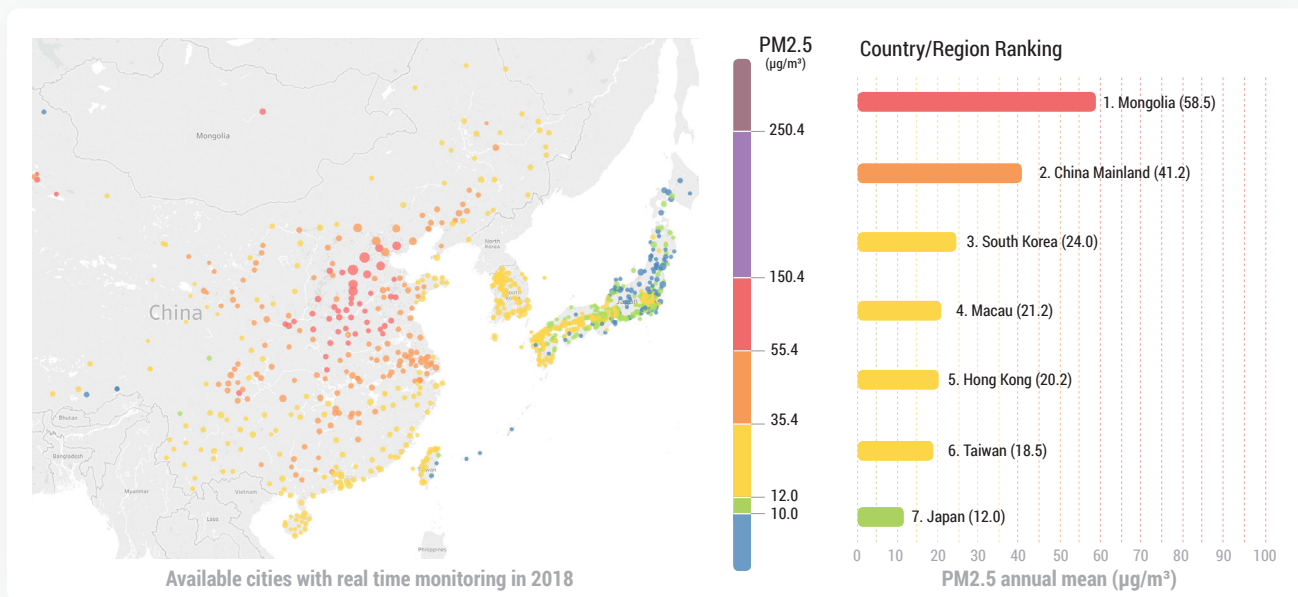 Mongolia
China
North
Korea
South
Korea
Japan
Bhutan
Bangladesh
Myanmar
Vietnam
Laos
Taiwan
Philippines
Available cities with real time monitoring in 2018
PM2.5
(µg/m³)
250.4
150.4
55.4
35.4
12.0
10.0
Country/Region Ranking
1. Mongolia (58.5)
2. China Mainland (41.2)
3. South Korea (24.0)
4. Macau (21.2)
5. Hong Kong (20.2)
6. Taiwan (18.5)
7. Japan (12.0)
0 10 20 30 40 50 60 70 80 90 100
PM2.5 annual mean (µg/m³)